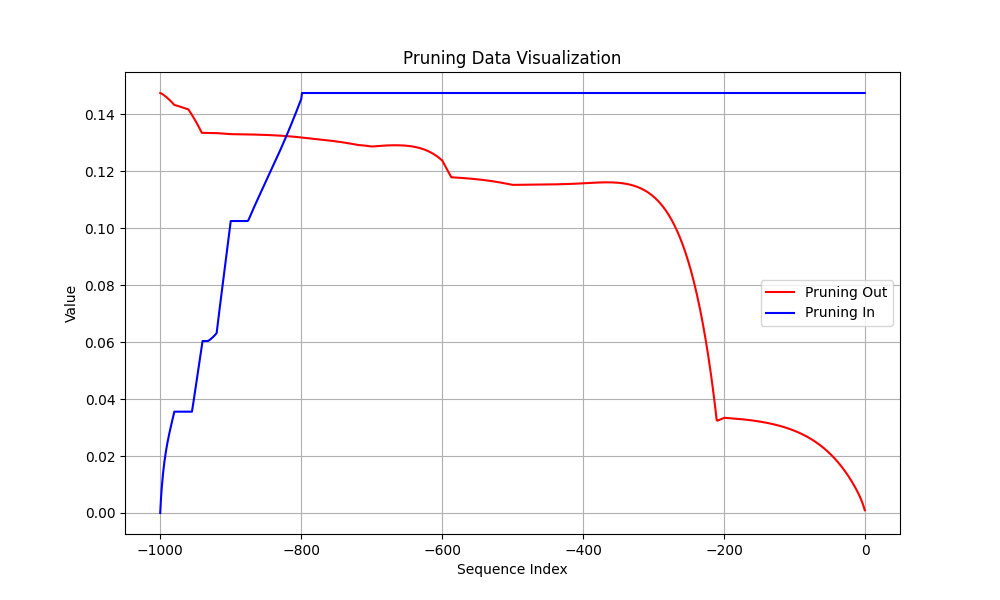 Pruning Data Visualization
0.14
0.12
0.10
0.08
0.06
0.04
0.02
0.00
Value
Pruning Out
Pruning In
−1000 −800 −600 −400 −200 0
Sequence Index